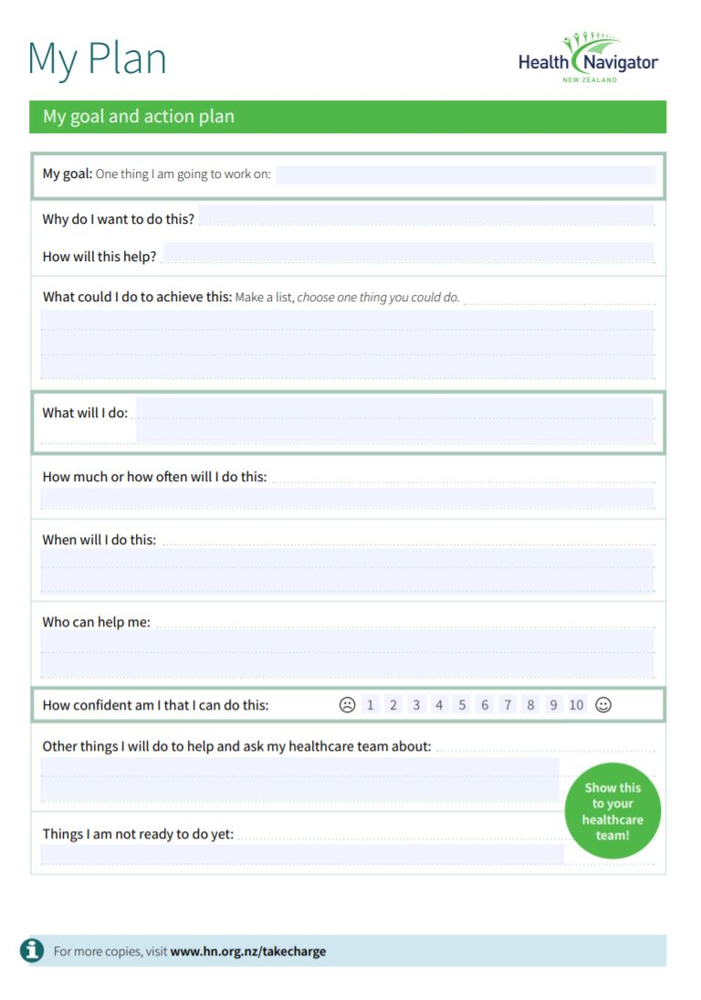 My Plan
Health Navigator
NEW ZEALAND
My goal and action plan
My goal: One thing I am going to work on:
Why do I want to do this?
How will this help?
What could I do to achieve this: Make a list, choose one thing you could do.
What will I do:
How much or how often will I do this:
When will I do this:
Who can help me:
How confident am I that I can do this: 1 2 3 4 5 6 7 8 9 10
Other things I will do to help and ask my healthcare team about:
Show this
to your
healthcare
team!
Things I am not ready to do yet:
For more copies, visit www.hn.org.nz/takecharge